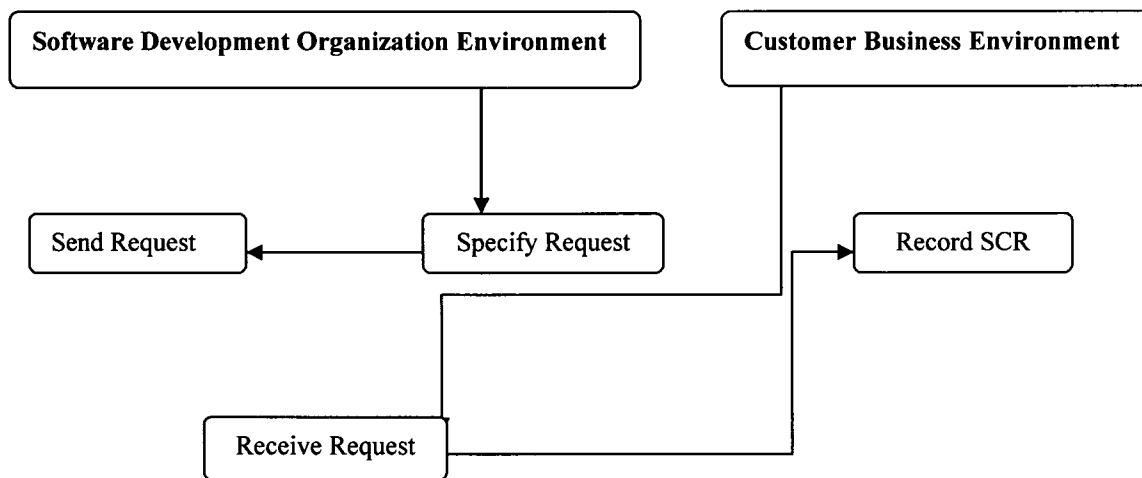 Software Development Organization Environment
Customer Business Environment
Send Request
Specify Request
Record SCR
Receive Request